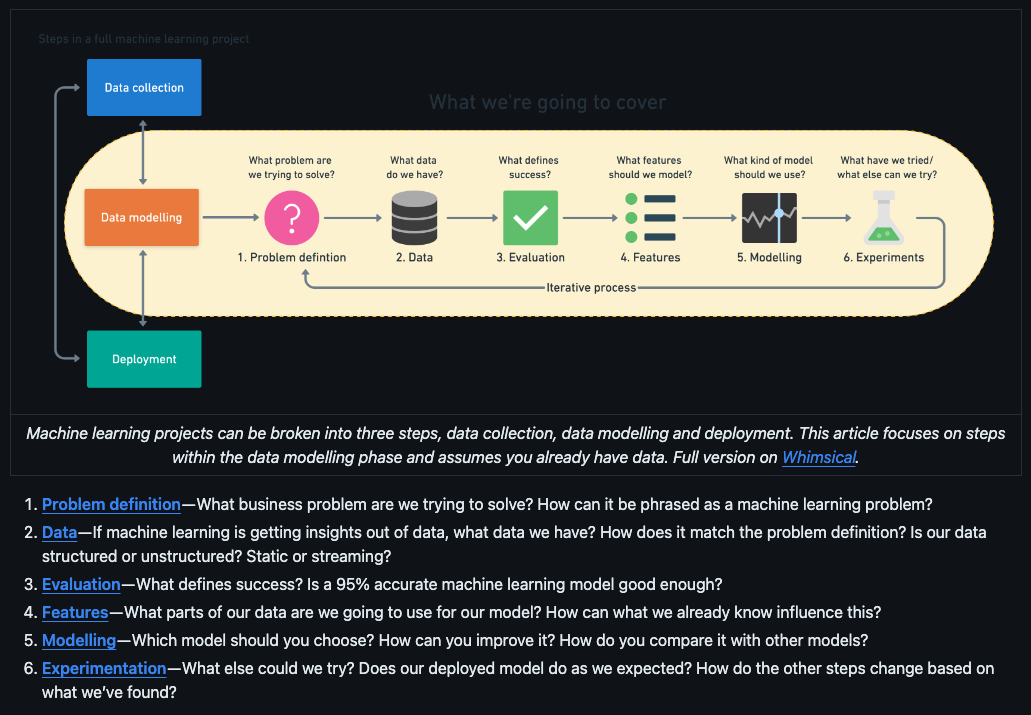 Steps in a full machine learning project
Data collection
What we're going to cover
What problem are
we trying to solve?
What data
do we have?
What defines
success?
What features
should we model?
What kind of model
should we use?
What have we tried/
what else can we try?
Data modelling
?
1. Problem defintion
2. Data
3. Evaluation
4. Features
5. Modelling
6. Experiments
Iterative process
Deployment
Machine learning projects can be broken into three steps, data collection, data modelling and deployment. This article focuses on steps
within the data modelling phase and assumes you already have data. Full version on Whimsical.
1. Problem definition—What business problem are we trying to solve? How can it be phrased as a machine learning problem?
2. Data—If machine learning is getting insights out of data, what data we have? How does it match the problem definition? Is our data
structured or unstructured? Static or streaming?
3. Evaluation—What defines success? Is a 95% accurate machine learning model good enough?
4. Features—What parts of our data are we going to use for our model? How can what we already know influence this?
5. Modelling—Which model should you choose? How can you improve it? How do you compare it with other models?
6. Experimentation—What else could we try? Does our deployed model do as we expected? How do the other steps change based on
what we've found?